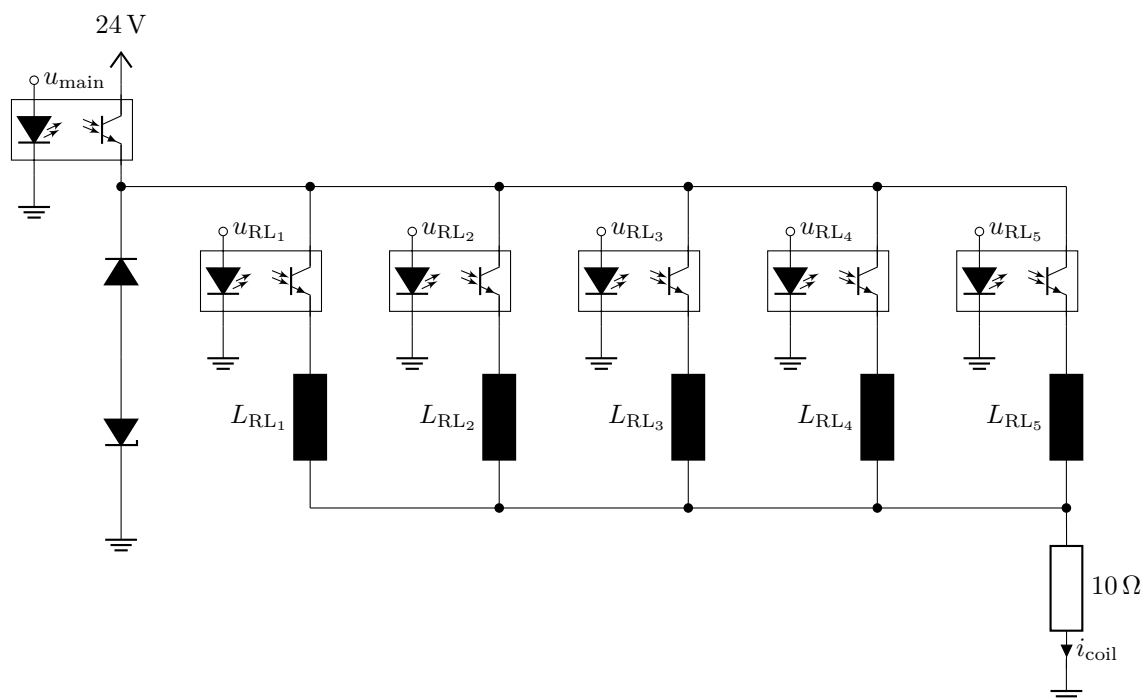 24 V
u_main
u_RL1
u_RL2
u_RL3
u_RL4
u_RL5
L_RL1
L_RL2
L_RL3
L_RL4
L_RL5
10 Ω
i_coil